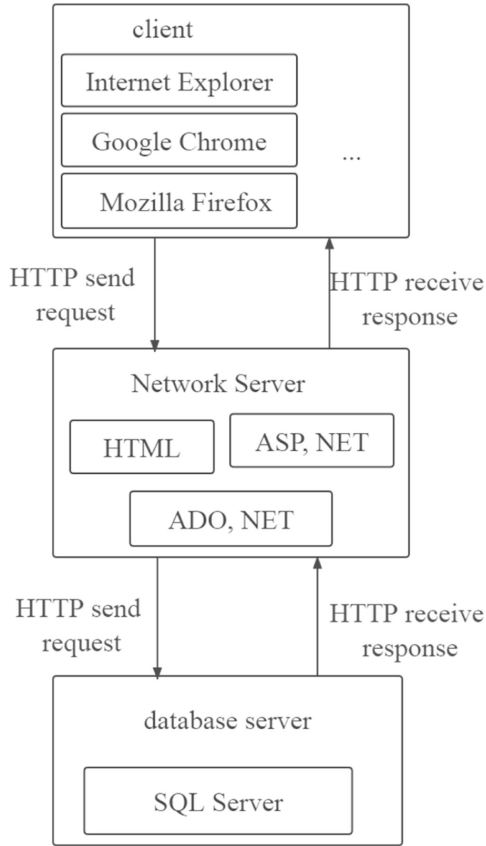 client
Internet Explorer
Google Chrome
...
Mozilla Firefox
HTTP send
request
HTTP receive
response
Network Server
HTML
ASP, NET
ADO, NET
HTTP send
request
HTTP receive
response
database server
SQL Server